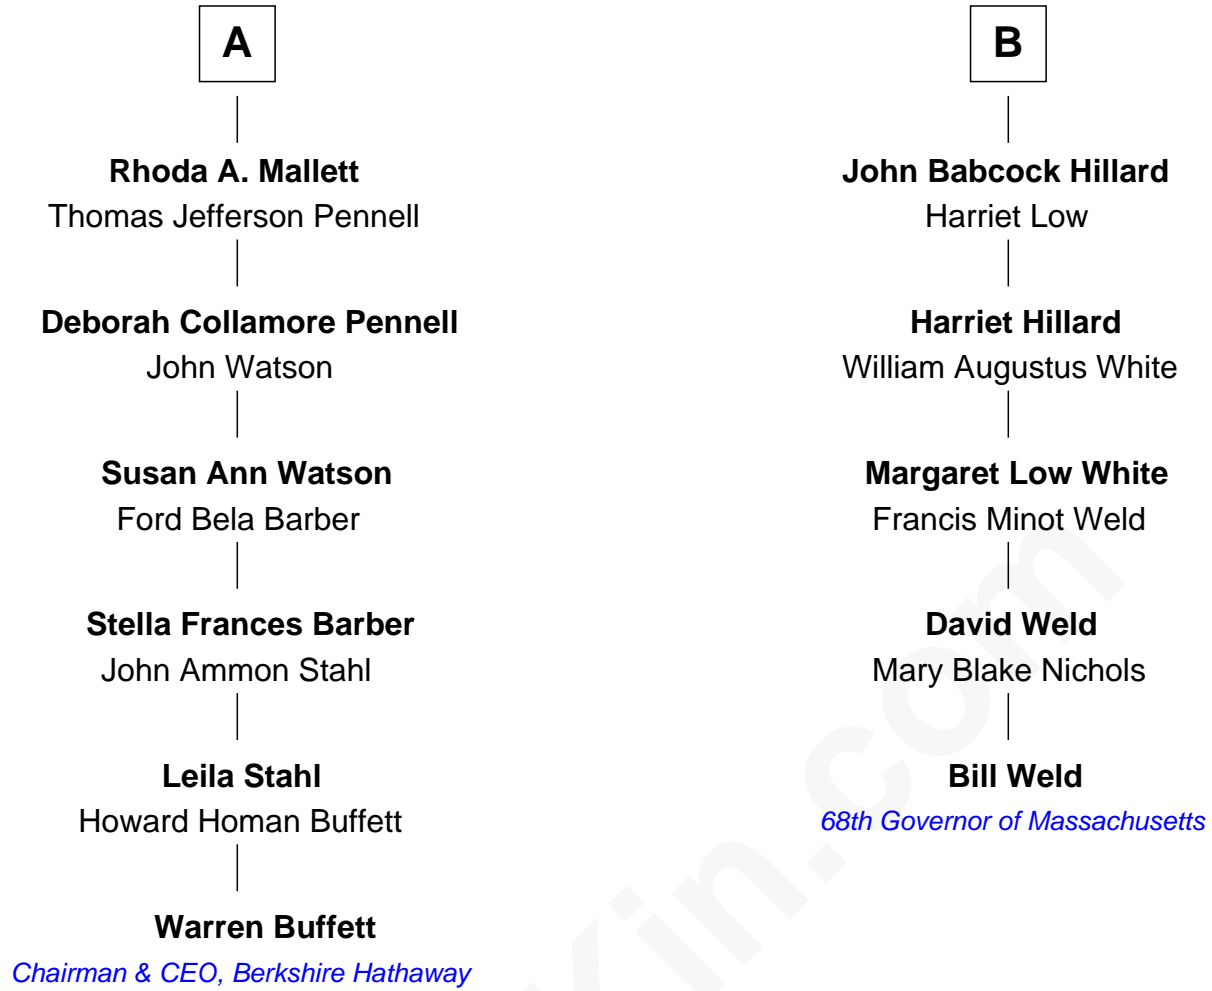 A
Rhoda A. Mallett
Thomas Jefferson Pennell
Deborah Collamore Pennell
John Watson
Susan Ann Watson
Ford Bela Barber
Stella Frances Barber
John Ammon Stahl
Leila Stahl
Howard Homan Buffett
Warren Buffett
Chairman & CEO, Berkshire Hathaway
B
John Babcock Hillard
Harriet Low
Harriet Hillard
William Augustus White
Margaret Low White
Francis Minot Weld
David Weld
Mary Blake Nichols
Bill Weld
68th Governor of Massachusetts
Kin.com